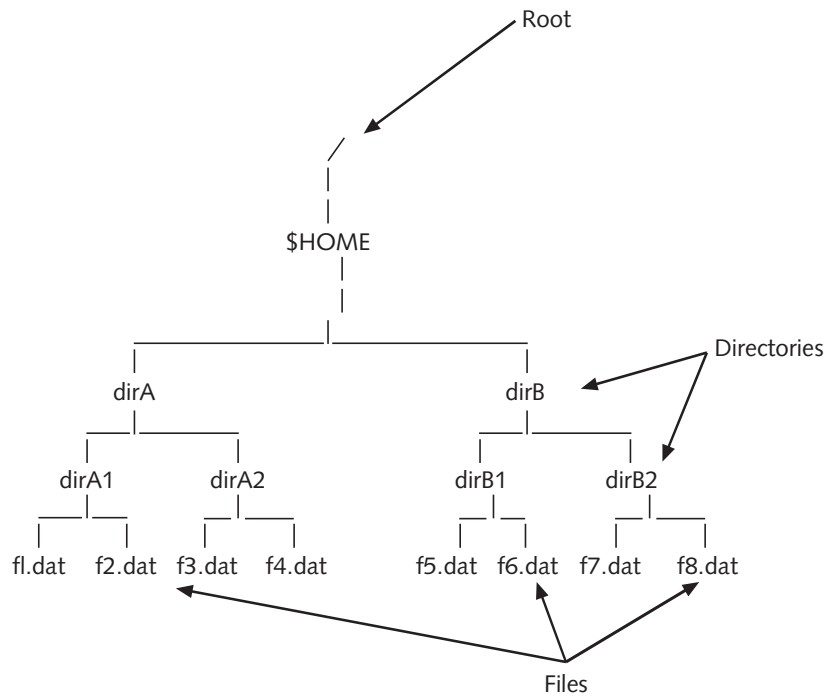 Root
/
$HOME
Directories
dirA dirB
dirA1 dirA2 dirB1 dirB2
fl.dat f2.dat f3.dat f4.dat f5.dat f6.dat f7.dat f8.dat
Files